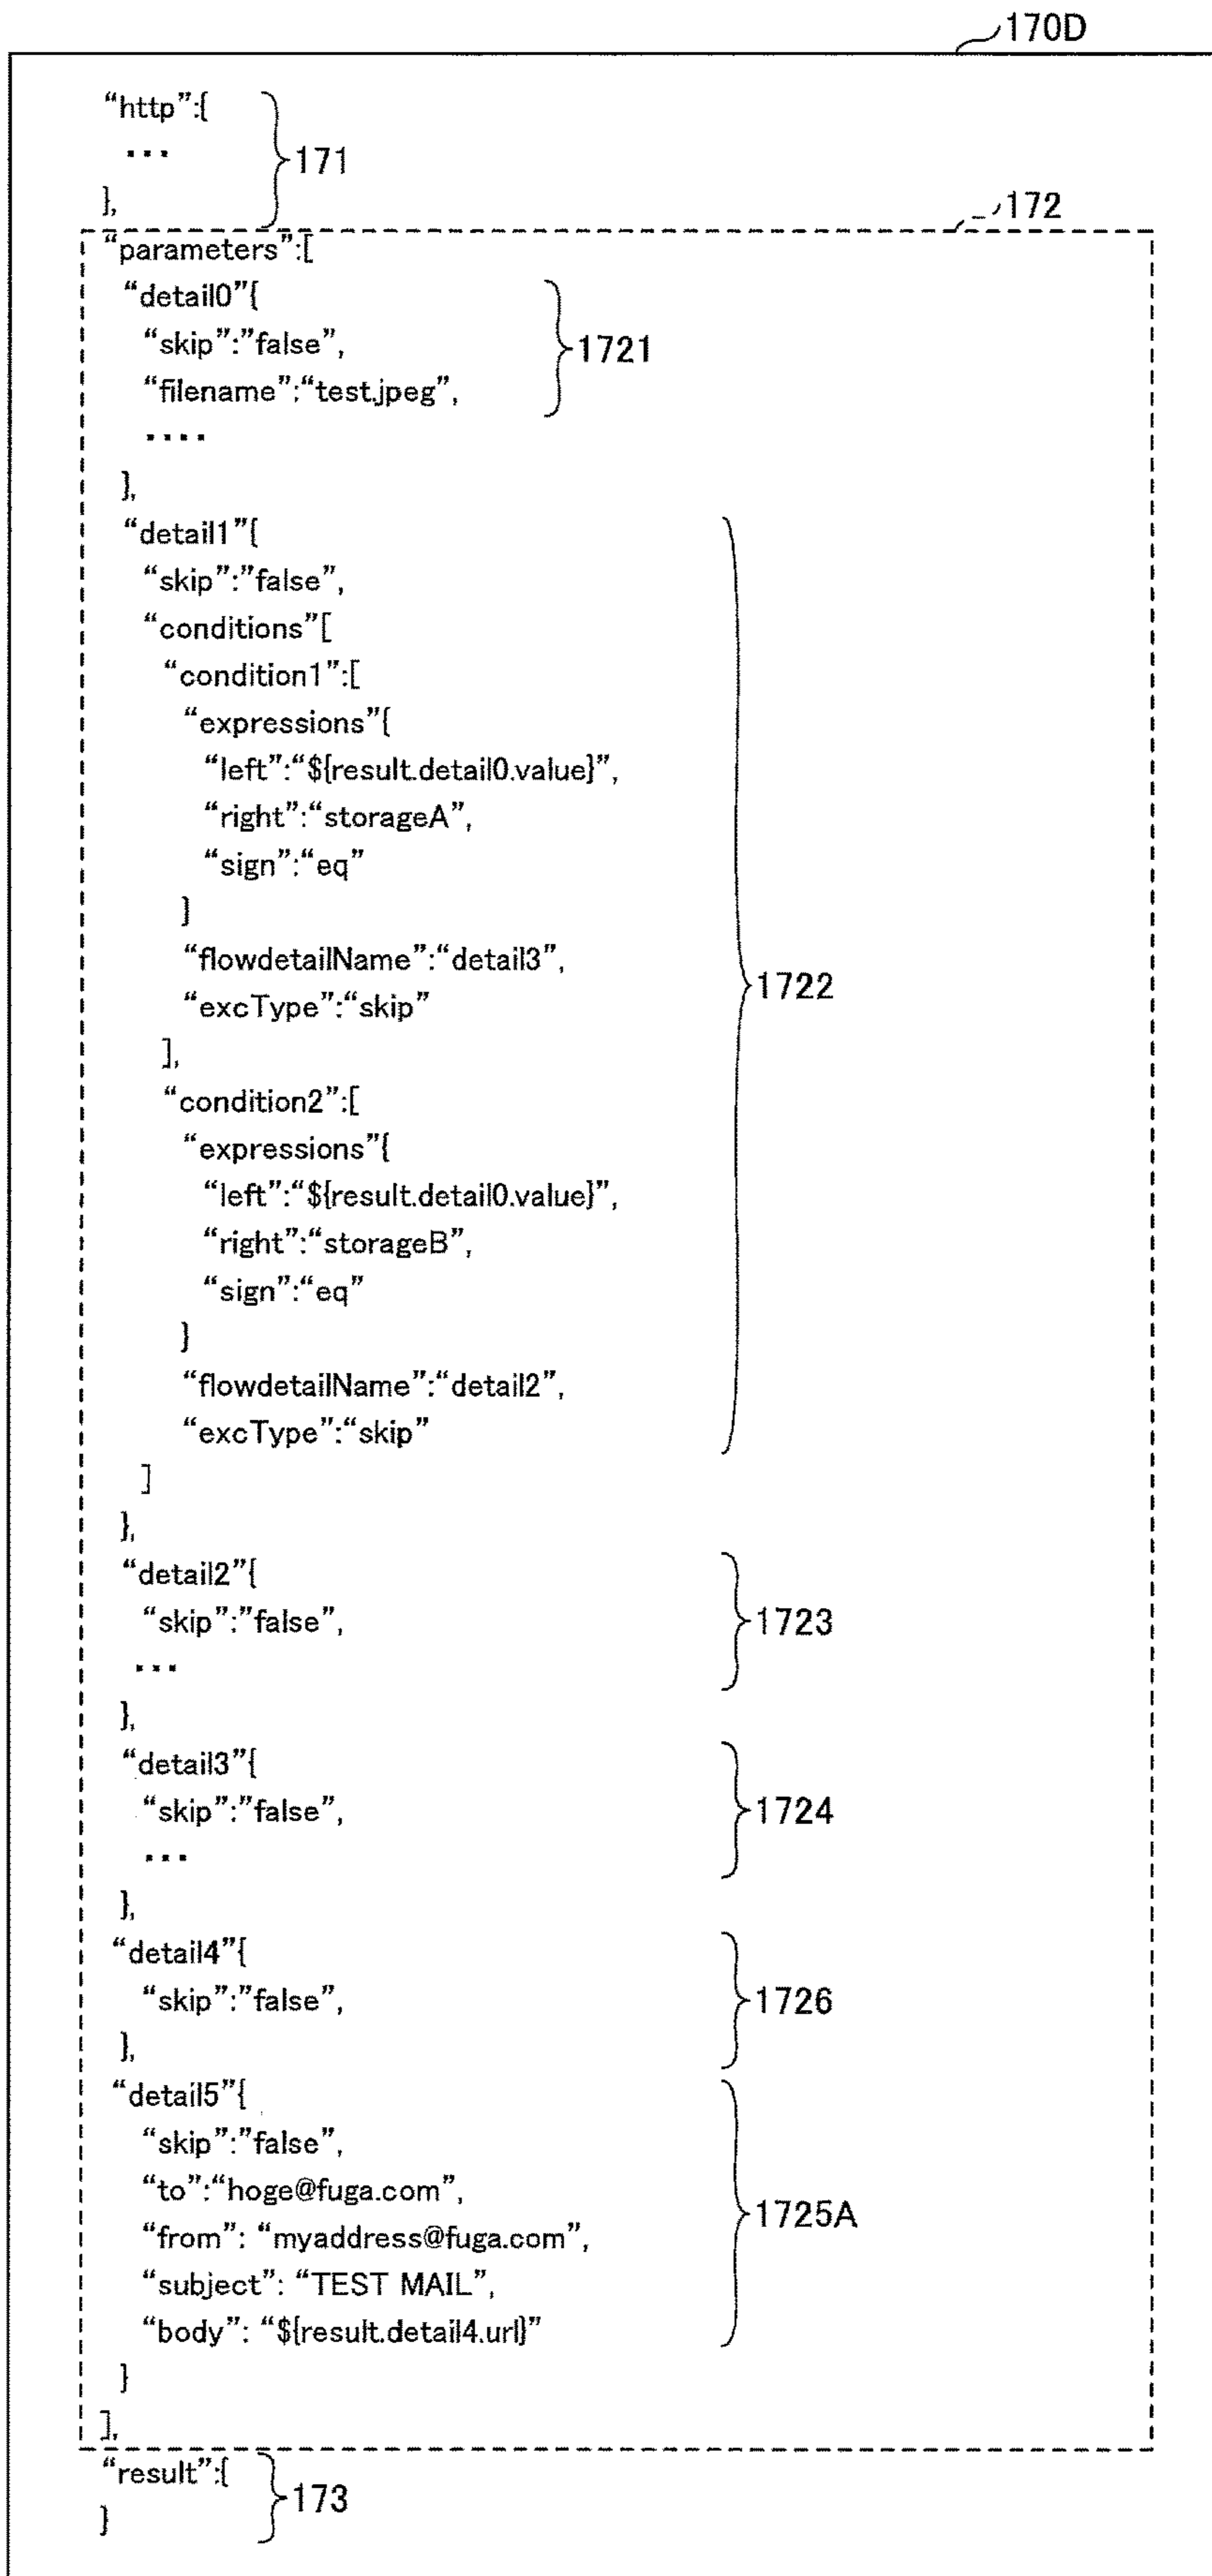 170D
“http”:{
...
}, 171
172
“parameters”:[
“detail0”{
“skip”:”false”, 1721
“filename”:“test.jpeg”,
....
],
“detail1”{
“skip”:”false”,
“conditions”[
“condition1”:[
“expressions”{
“left”:“${result.detail0.value}”,
“right”:“storageA”,
“sign”:“eq”
}
“flowdetailName”:“detail3”, 1722
“excType”:“skip”
],
“condition2”:[
“expressions”{
“left”:“${result.detail0.value}”,
“right”:“storageB”,
“sign”:“eq”
}
“flowdetailName”:“detail2”,
“excType”:“skip”
]
},
“detail2”{
“skip”:”false”, 1723
...
},
“detail3”{
“skip”:”false”, 1724
...
},
“detail4”{
“skip”:”false”, 1726
},
“detail5”{
“skip”:”false”,
“to”:“hoge@fuga.com”,
“from”: “myaddress@fuga.com”, 1725A
“subject”: “TEST MAIL”,
“body”: “${result.detail4.url}”
}
],
“result”:{
} 173